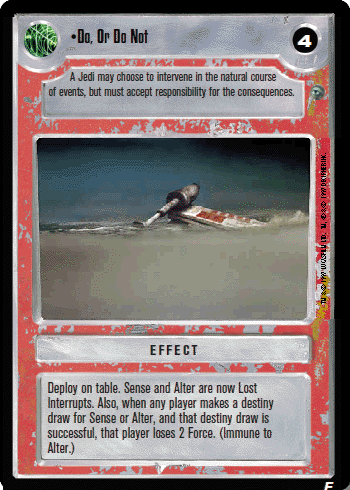 •Do, Or Do Not
4
A Jedi may choose to intervene in the natural course
of events, but must accept responsibility for the consequences.
EFFECT
Deploy on table. Sense and Alter are now Lost
Interrupts. Also, when any player makes a destiny
draw for Sense or Alter, and that destiny draw is
successful, that player loses 2 Force. (Immune to
Alter.)